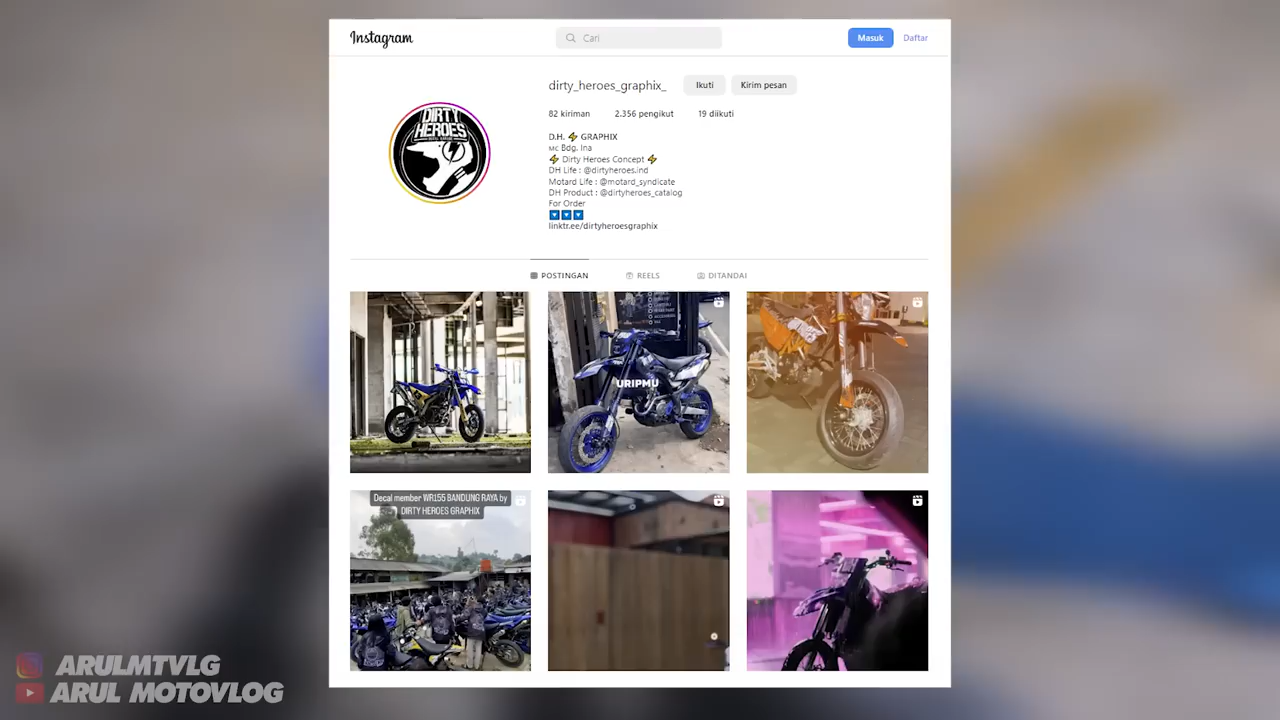 Instagram
Cari
Masuk
Daftar
dirty_heroes_graphix_
Ikuti
Kirim pesan
82 kiriman
2.356 pengikut
19 diikuti
D.H. ⚡ GRAPHIX
ᴍᴄ Bdg. Ina
⚡ Dirty Heroes Concept ⚡
DH Life : @dirtyheroes.ind
Motard Life : @motard_syndicate
DH Product : @dirtyheroes_catalog
For Order
🔽🔽🔽
linktr.ee/dirtyheroesgraphix
DIRTY
HEROES
POSTINGAN
REELS
DITANDAI
URIPMU
Decal member WR155 BANDUNG RAYA by
DIRTY HEROES GRAPHIX
ARULMTVLG
ARUL MOTOVLOG